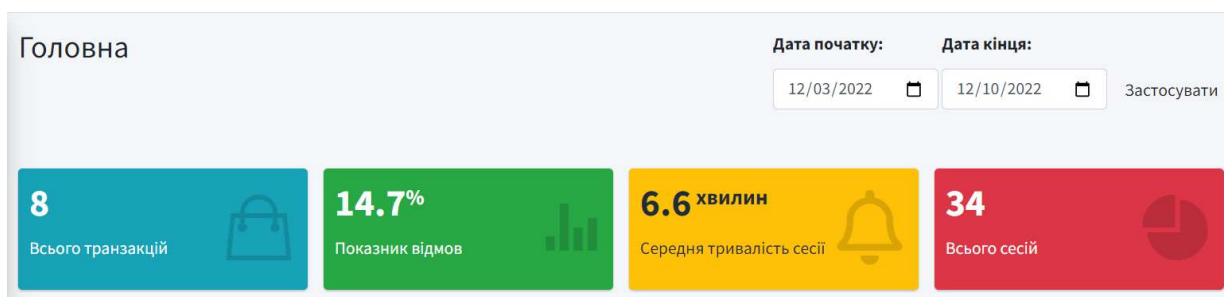 Головна
Дата початку:
Дата кінця:
12/03/2022
12/10/2022
Застосувати
8
Всього транзакцій
14.7%
Показник відмов
6.6 хвилин
Середня тривалість сесії
34
Всього сесій